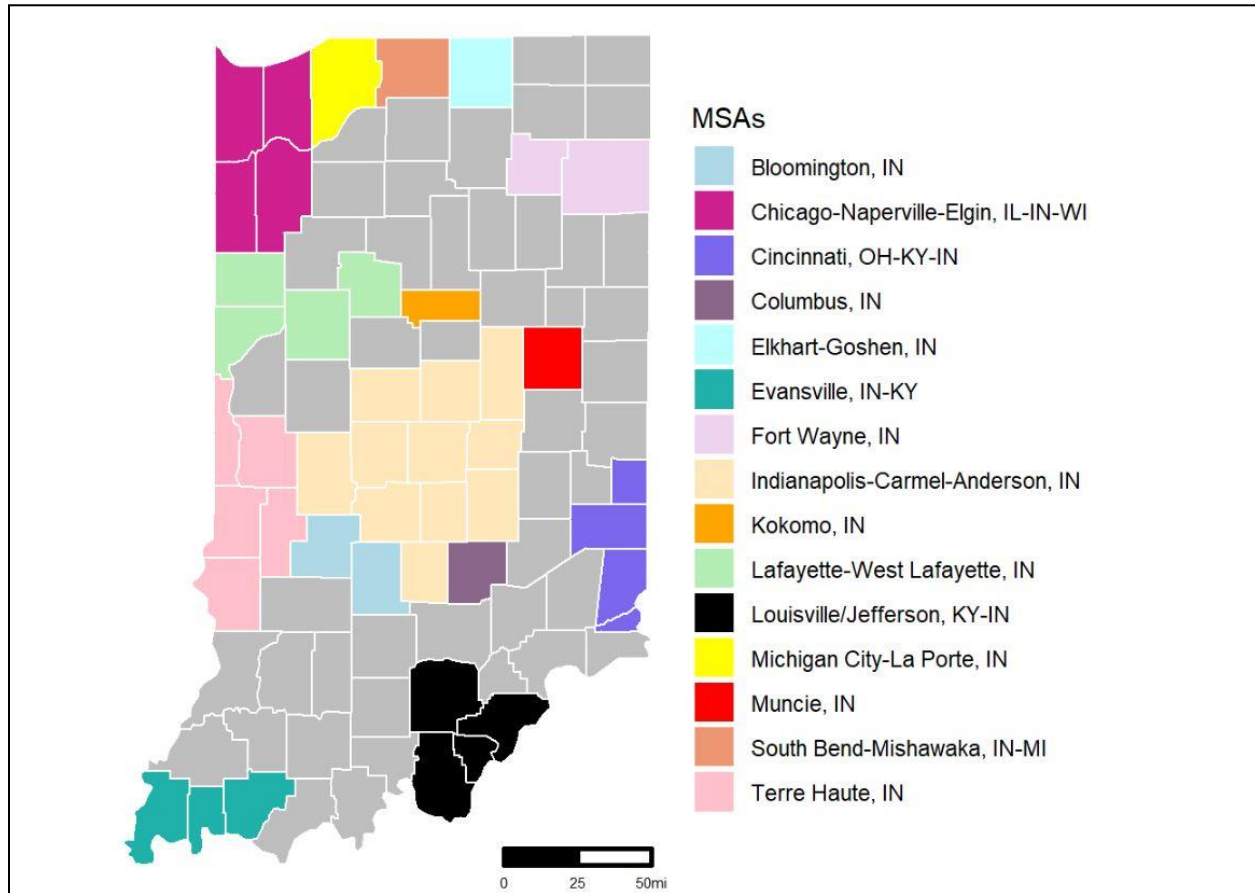 MSAs
Bloomington, IN
Chicago-Naperville-Elgin, IL-IN-WI
Cincinnati, OH-KY-IN
Columbus, IN
Elkhart-Goshen, IN
Evansville, IN-KY
Fort Wayne, IN
Indianapolis-Carmel-Anderson, IN
Kokomo, IN
Lafayette-West Lafayette, IN
Louisville/Jefferson, KY-IN
Michigan City-La Porte, IN
Muncie, IN
South Bend-Mishawaka, IN-MI
Terre Haute, IN
0 25 50mi